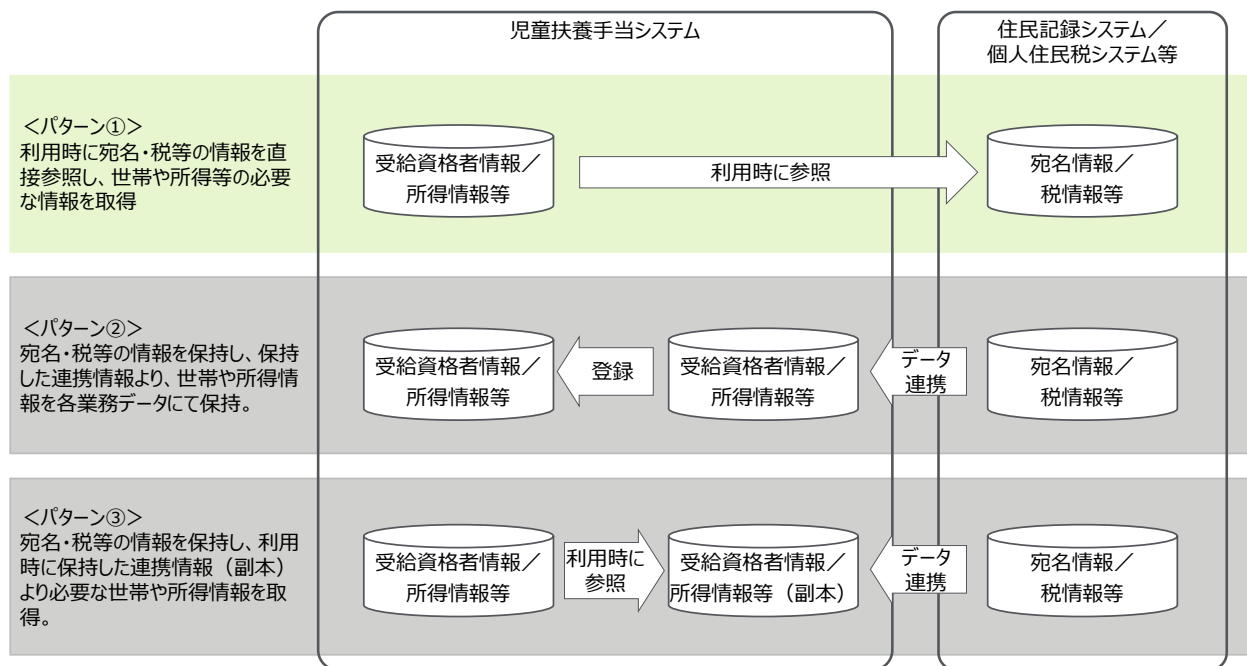 児童扶養手当システム
住民記録システム／
個人住民税システム等
＜パターン①＞
利用時に宛名・税等の情報を直
接参照し、世帯や所得等の必要
な情報を取得
受給資格者情報／
所得情報等
利用時に参照
宛名情報／
税情報等
＜パターン②＞
宛名・税等の情報を保持し、保持
した連携情報より、世帯や所得情
報を各業務データにて保持。
受給資格者情報／
所得情報等
登録
受給資格者情報／
所得情報等
データ
連携
宛名情報／
税情報等
＜パターン③＞
宛名・税等の情報を保持し、利用
時に保持した連携情報（副本）
より必要な世帯や所得情報を取
得。
受給資格者情報／
所得情報等
利用時に
参照
受給資格者情報／
所得情報等（副本）
データ
連携
宛名情報／
税情報等